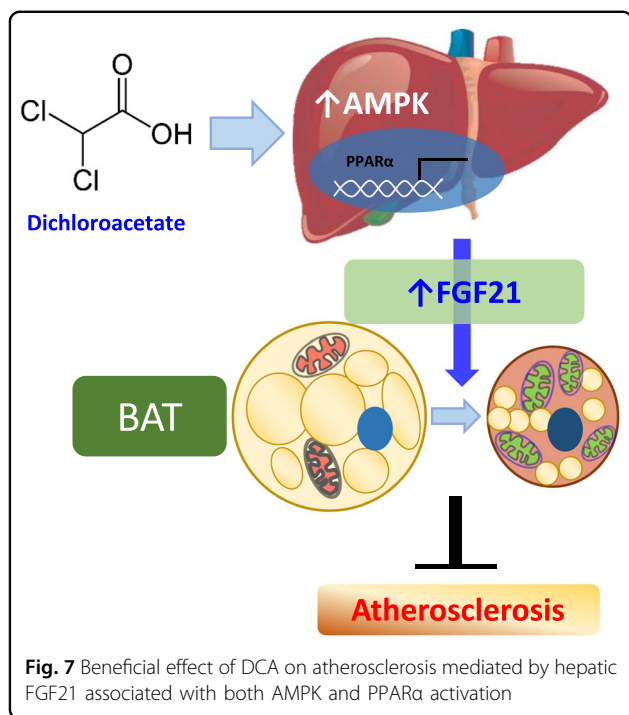 O
Cl
OH
Cl
Dichloroacetate
↑AMPK
PPARα
↑FGF21
BAT
Atherosclerosis
Fig. 7 Beneficial effect of DCA on atherosclerosis mediated by hepatic
FGF21 associated with both AMPK and PPARα activation